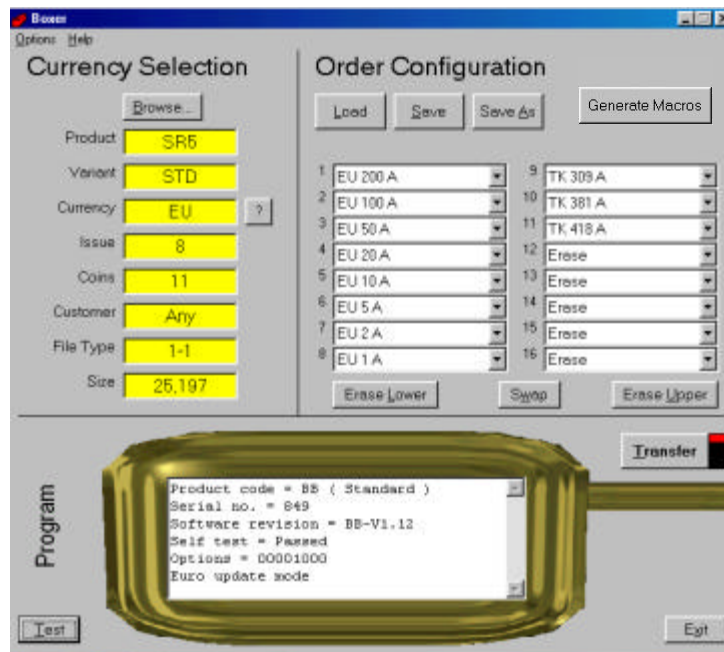 Boxer
Options Help
Currency Selection
Browse...
Product SR5
Variant STD
Currency EU ?
Issue 8
Coins 11
Customer Any
File Type 1-1
Size 25,197
Order Configuration
Load Save Save As Generate Macros
1 EU 200 A
2 EU 100 A
3 EU 50 A
4 EU 20 A
5 EU 10 A
6 EU 5 A
7 EU 2 A
8 EU 1 A
9 TK 309 A
10 TK 381 A
11 TK 418 A
12 Erase
13 Erase
14 Erase
15 Erase
16 Erase
Erase Lower Swap Erase Upper
Transfer
Program
Product code = BB ( Standard )
Serial no. = 849
Software revision = BB-V1.12
Self test = Passed
Options = 00001000
Euro update mode
Test Exit